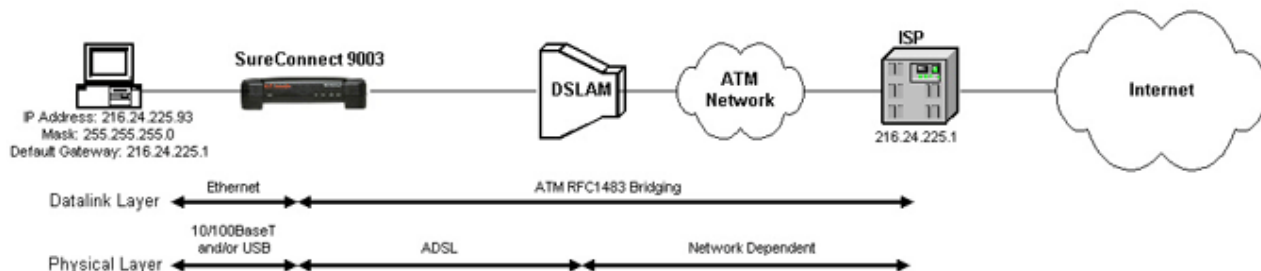 SureConnect 9003
DSLAM
ATM
Network
ISP
Internet
IP Address: 216.24.225.93
Mask: 255.255.255.0
Default Gateway: 216.24.225.1
216.24.225.1
Datalink Layer
Ethernet
ATM RFC1483 Bridging
10/100BaseT
and/or USB
ADSL
Network Dependent
Physical Layer